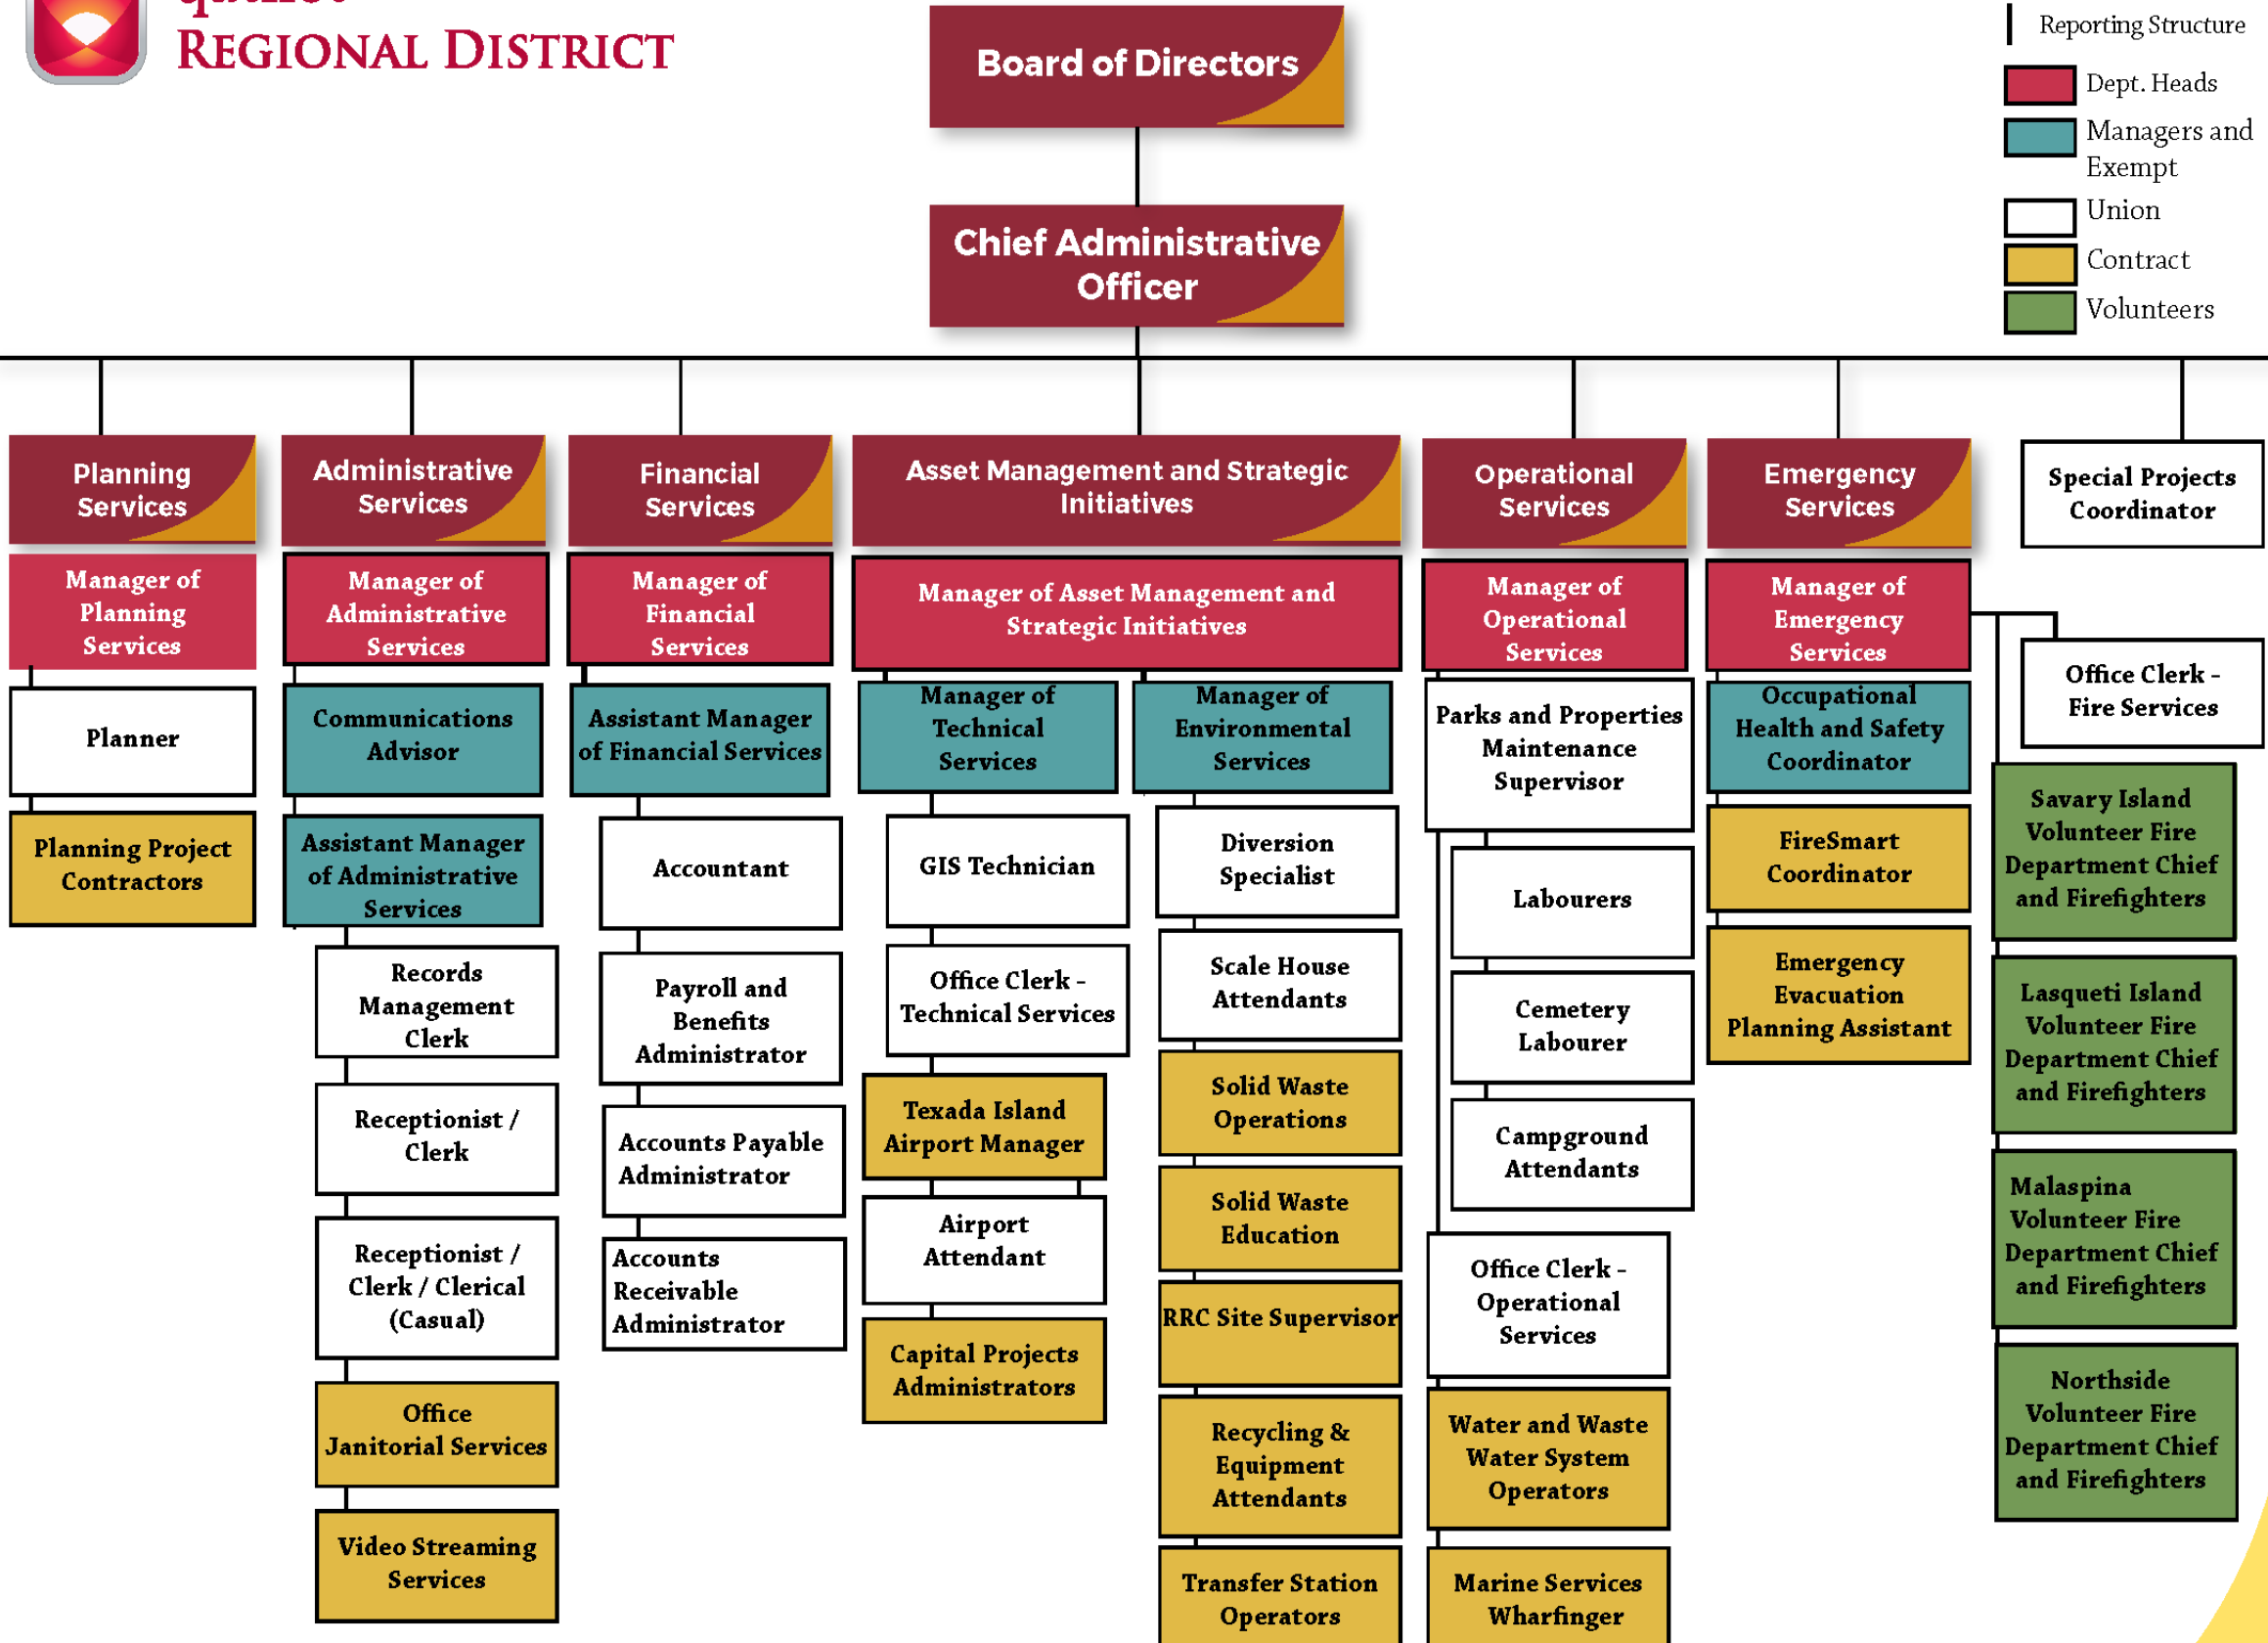 REGIONAL DISTRICT
Board of Directors
Chief Administrative
Officer
Reporting Structure
Dept. Heads
Managers and
Exempt
Union
Contract
Volunteers
Planning
Services
Manager of
Planning
Services
Planner
Planning Project
Contractors
Administrative
Services
Manager of
Administrative
Services
Communications
Advisor
Assistant Manager
of Administrative
Services
Records
Management
Clerk
Receptionist /
Clerk
Receptionist /
Clerk / Clerical
(Casual)
Office
Janitorial Services
Video Streaming
Services
Financial
Services
Manager of
Financial
Services
Assistant Manager
of Financial Services
Accountant
Payroll and
Benefits
Administrator
Accounts Payable
Administrator
Accounts
Receivable
Administrator
Asset Management and Strategic
Initiatives
Manager of Asset Management and
Strategic Initiatives
Manager of
Technical
Services
GIS Technician
Office Clerk -
Technical Services
Texada Island
Airport Manager
Airport
Attendant
Capital Projects
Administrators
Manager of
Environmental
Services
Diversion
Specialist
Scale House
Attendants
Solid Waste
Operations
Solid Waste
Education
RRC Site Supervisor
Recycling &
Equipment
Attendants
Transfer Station
Operators
Operational
Services
Manager of
Operational
Services
Parks and Properties
Maintenance
Supervisor
Labourers
Cemetery
Labourer
Campground
Attendants
Office Clerk -
Operational
Services
Water and Waste
Water System
Operators
Marine Services
Wharfinger
Emergency
Services
Manager of
Emergency
Services
Occupational
Health and Safety
Coordinator
FireSmart
Coordinator
Emergency
Evacuation
Planning Assistant
Special Projects
Coordinator
Office Clerk -
Fire Services
Savary Island
Volunteer Fire
Department Chief
and Firefighters
Lasqueti Island
Volunteer Fire
Department Chief
and Firefighters
Malaspina
Volunteer Fire
Department Chief
and Firefighters
Northside
Volunteer Fire
Department Chief
and Firefighters